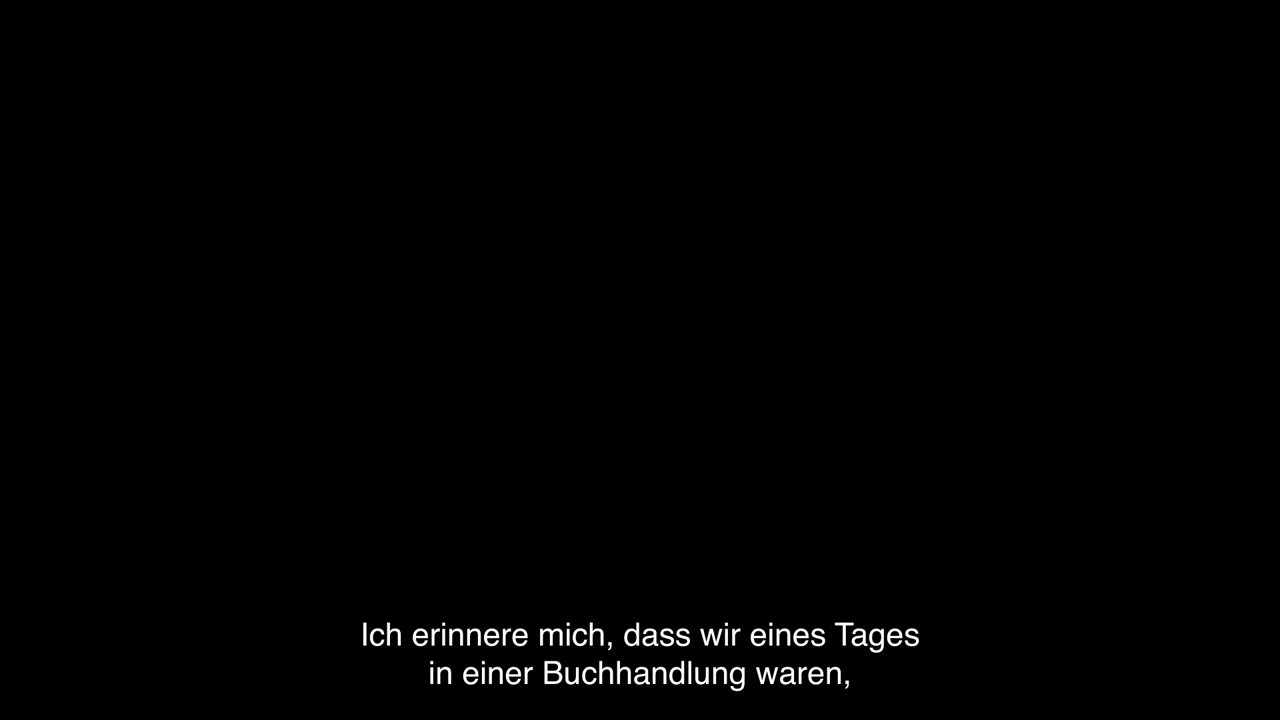 Ich erinnere mich, dass wir eines Tages
in einer Buchhandlung waren,